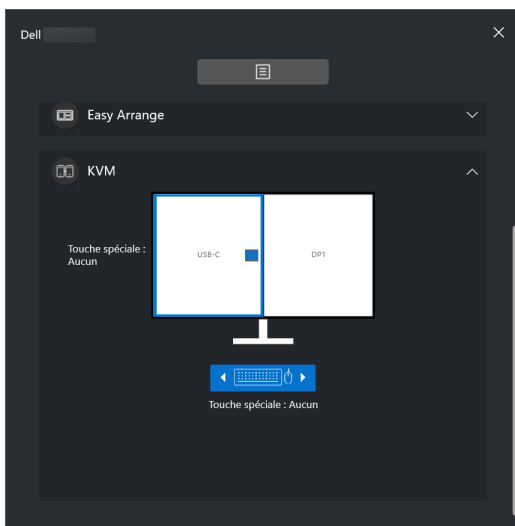 Dell
Easy Arrange
KVM
Touche spéciale :
Aucun
USB-C
DP1
Touche spéciale : Aucun